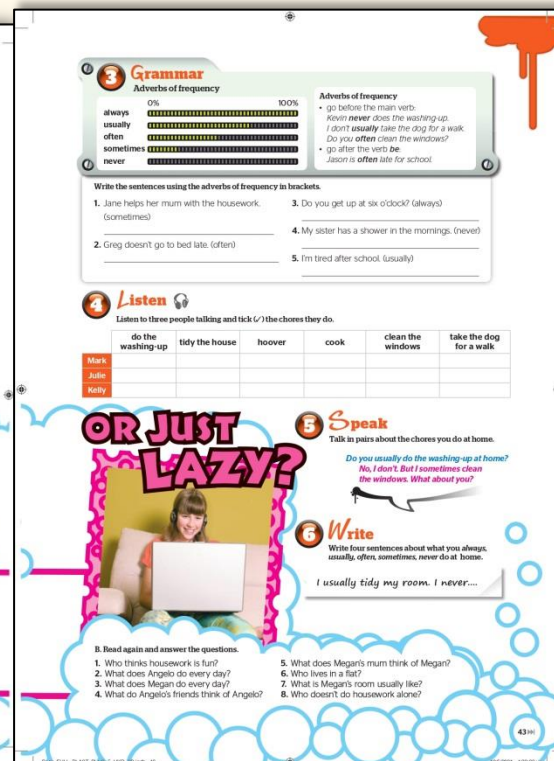 3 Grammar
Adverbs of frequency
0% 100%
always
usually
often
sometimes
never
Adverbs of frequency
• go before the main verb:
Kevin never does the washing-up.
I don't usually take the dog for a walk.
Do you often clean the windows?
• go after the verb be.
Jason is often late for school.
Write the sentences using the adverbs of frequency in brackets.
1. Jane helps her mum with the housework.
(sometimes)
2. Greg doesn't go to bed late. (often)
3. Do you get up at six o'clock? (always)
4. My sister has a shower in the mornings. (never)
5. I'm tired after school. (usually)
4 Listen
Listen to three people talking and tick (✓) the chores they do.
do the washing-up tidy the house hoover cook clean the windows take the dog for a walk
Mark
Julie
Kelly
OR JUST
LAZY?
5 Speak
Talk in pairs about the chores you do at home.
Do you usually do the washing-up at home?
No, I don't. But I sometimes clean
the windows. What about you?
6 Write
Write four sentences about what you always,
usually, often, sometimes, never do at home.
I usually tidy my room. I never....
B. Read again and answer the questions.
1. Who thinks housework is fun?
2. What does Angelo do every day?
3. What does Megan do every day?
4. What do Angelo's friends think of Angelo?
5. What does Megan's mum think of Megan?
6. Who lives in a flat?
7. What is Megan's room usually like?
8. Who doesn't do housework alone?
43